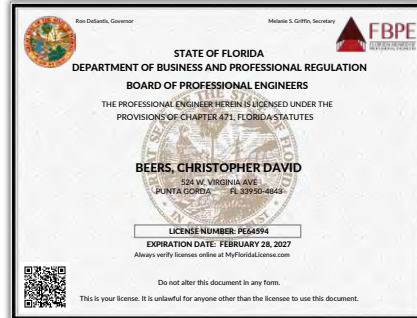 Ron DeSantis, Governor
Melanie S. Griffin, Secretary
FBPE
STATE OF FLORIDA
DEPARTMENT OF BUSINESS AND PROFESSIONAL REGULATION
BOARD OF PROFESSIONAL ENGINEERS
THE PROFESSIONAL ENGINEER HEREIN IS LICENSED UNDER THE
PROVISIONS OF CHAPTER 471, FLORIDA STATUTES
BEERS, CHRISTOPHER DAVID
524 W. VIRGINIA AVE
PUNTA GORDA FL 33950-4843
LICENSE NUMBER: PE64594
EXPIRATION DATE: FEBRUARY 28, 2027
Always verify licenses online at MyFloridaLicense.com
Do not alter this document in any form.
This is your license. It is unlawful for anyone other than the licensee to use this document.